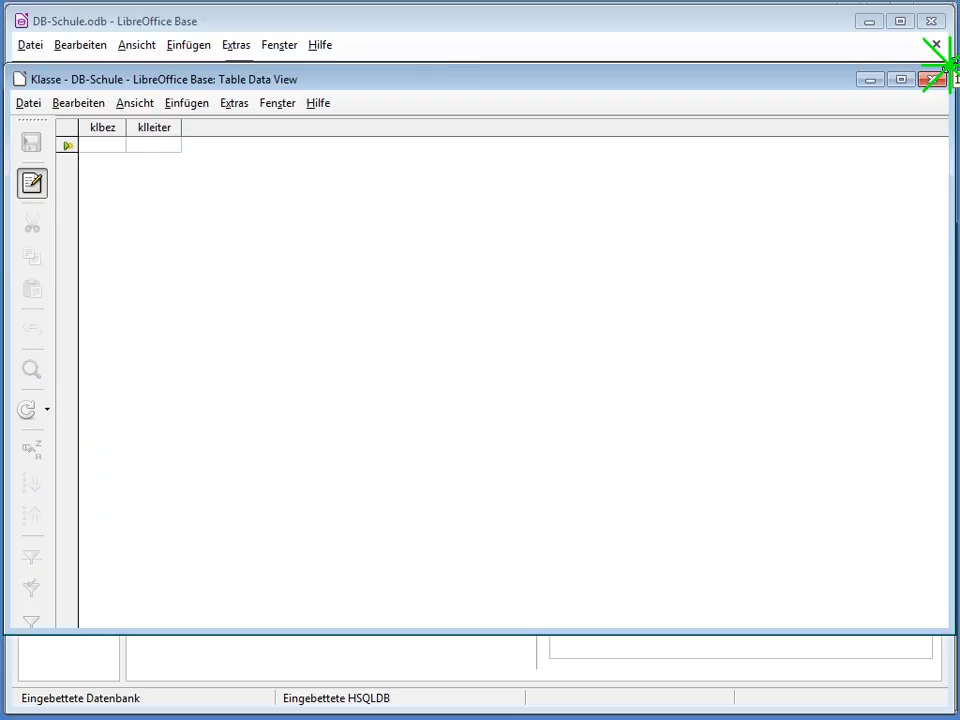 DB-Schule.odb - LibreOffice Base
Datei Bearbeiten Ansicht Einfügen Extras Fenster Hilfe
Klasse - DB-Schule - LibreOffice Base: Table Data View
Datei Bearbeiten Ansicht Einfügen Extras Fenster Hilfe
klbez klleiter
Eingebettete Datenbank Eingebettete HSQLDB